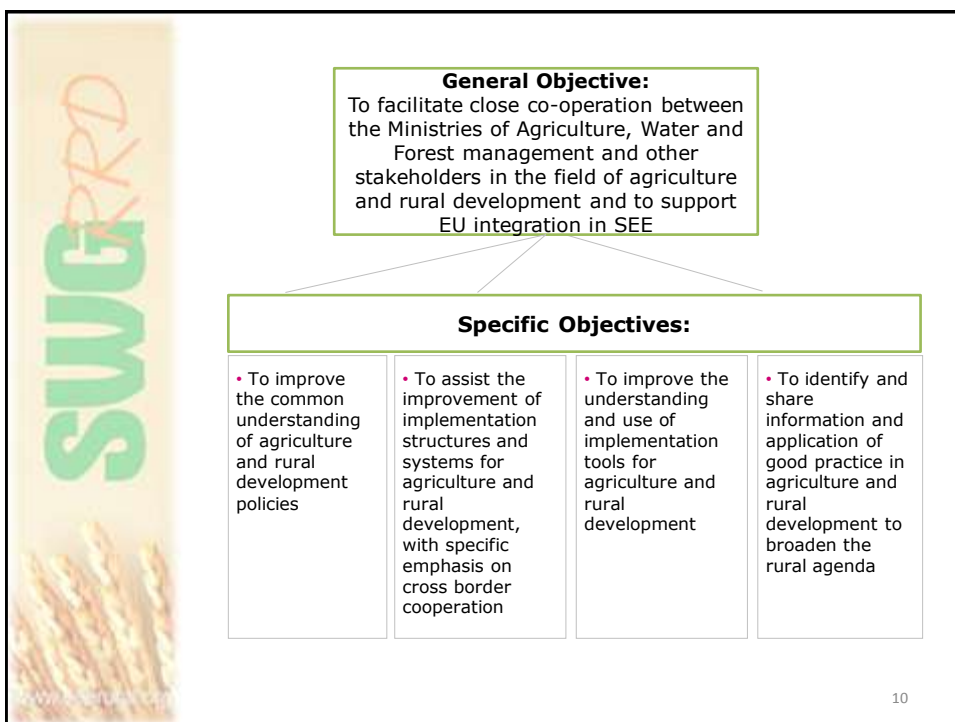 SWG
RRD
General Objective:
To facilitate close co-operation between
the Ministries of Agriculture, Water and
Forest management and other
stakeholders in the field of agriculture
and rural development and to support
EU integration in SEE
Specific Objectives:
• To improve
the common
understanding
of agriculture
and rural
development
policies
• To assist the
improvement of
implementation
structures and
systems for
agriculture and
rural
development,
with specific
emphasis on
cross border
cooperation
• To improve the
understanding
and use of
implementation
tools for
agriculture and
rural
development
• To identify and
share
information and
application of
good practice in
agriculture and
rural
development to
broaden the
rural agenda
10